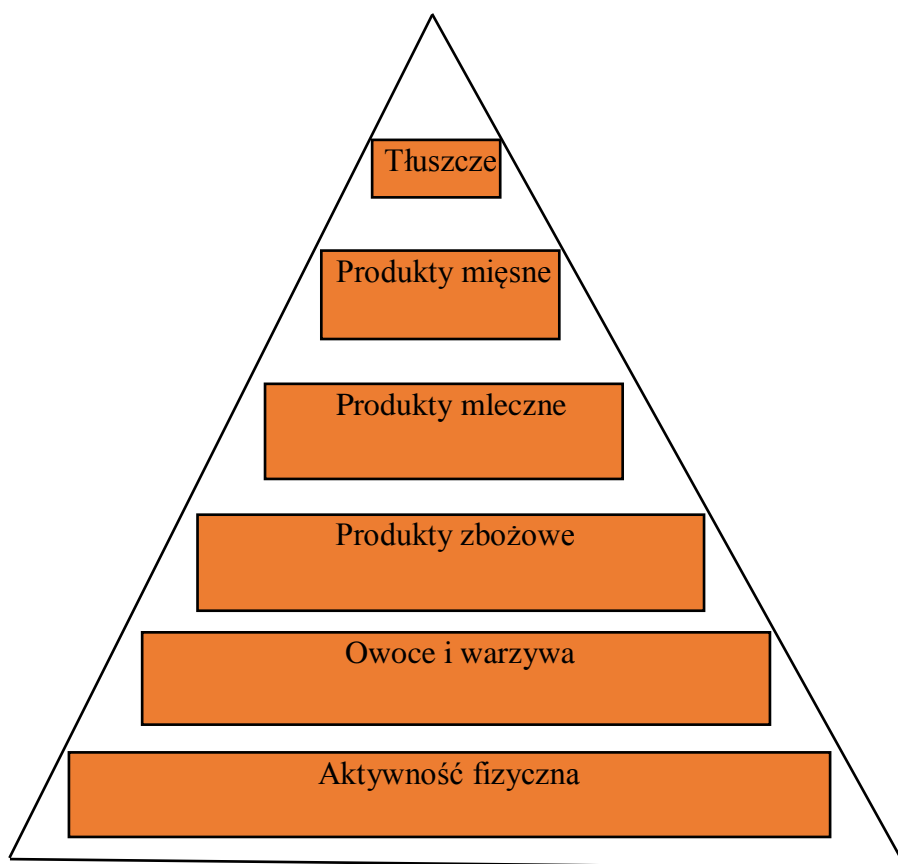 Tłuszcze
Produkty mięsne
Produkty mleczne
Produkty zbożowe
Owoce i warzywa
Aktywność fizyczna